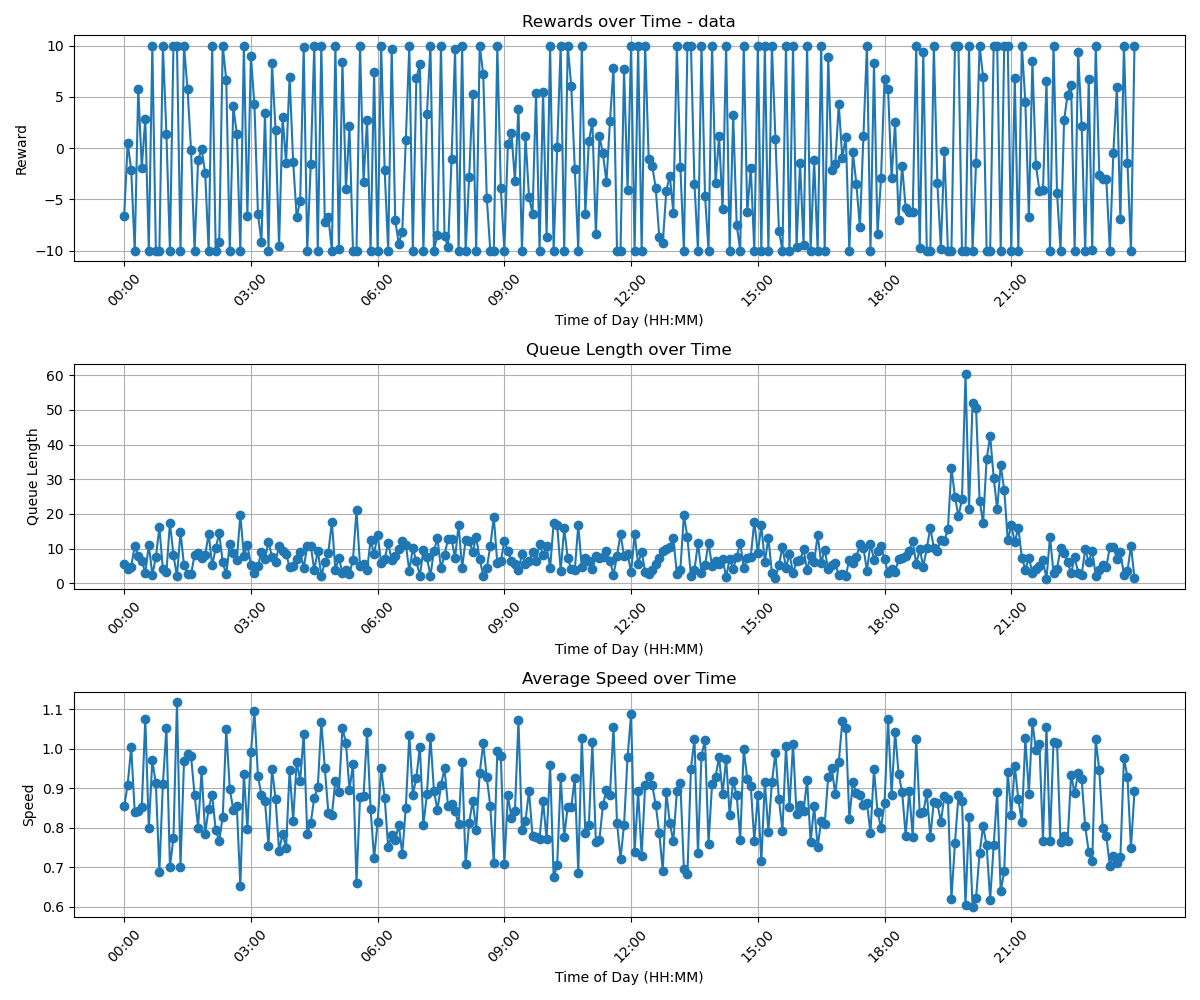 Rewards over Time - data
10
5
0
−5
−10
Reward
00:00 03:00 06:00 09:00 12:00 15:00 18:00 21:00
Time of Day (HH:MM)
Queue Length over Time
60
50
40
30
20
10
0
Queue Length
00:00 03:00 06:00 09:00 12:00 15:00 18:00 21:00
Time of Day (HH:MM)
Average Speed over Time
1.1
1.0
0.9
0.8
0.7
0.6
Speed
00:00 03:00 06:00 09:00 12:00 15:00 18:00 21:00
Time of Day (HH:MM)